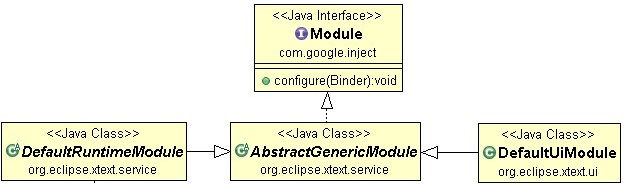 <<Java Interface>>
Module
com.google.inject
configure(Binder):void
<<Java Class>>
DefaultRuntimeModule
org.eclipse.xtext.service
<<Java Class>>
AbstractGenericModule
org.eclipse.xtext.service
<<Java Class>>
DefaultUiModule
org.eclipse.xtext.ui